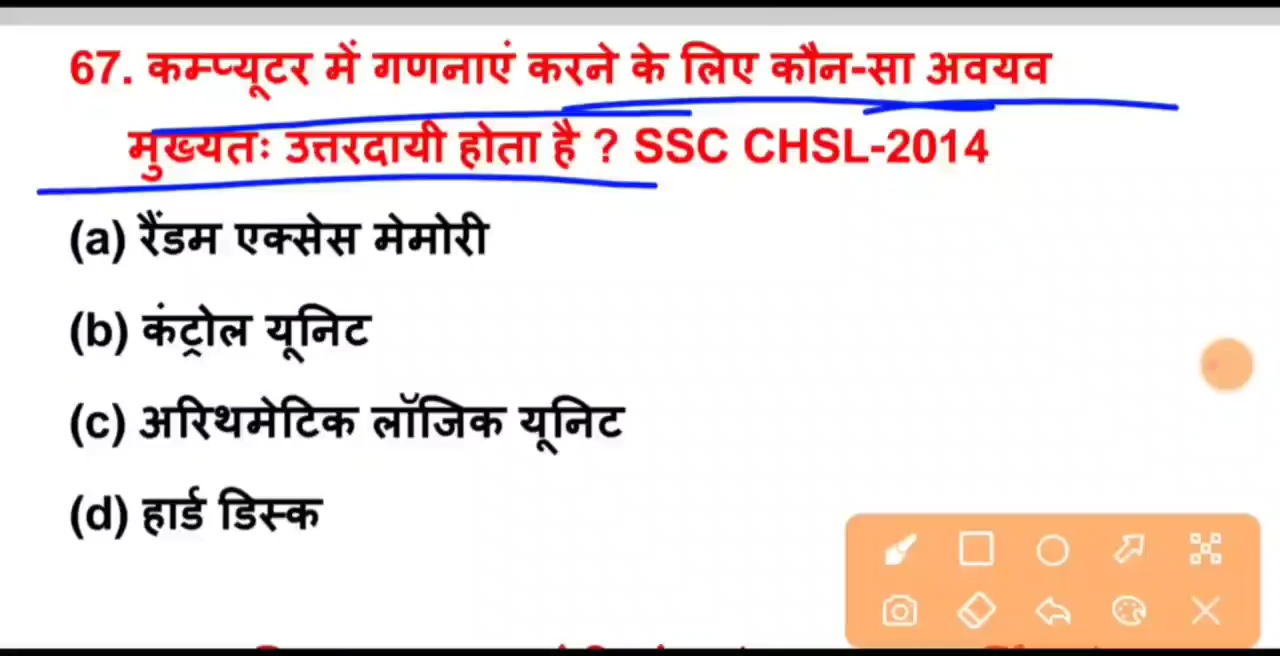 67. कम्प्यूटर में गणनाएं करने के लिए कौन-सा अवयव
मुख्यतः उत्तरदायी होता है ? SSC CHSL-2014
(a) रैंडम एक्सेस मेमोरी
(b) कंट्रोल यूनिट
(c) अरिथमेटिक लॉजिक यूनिट
(d) हार्ड डिस्क